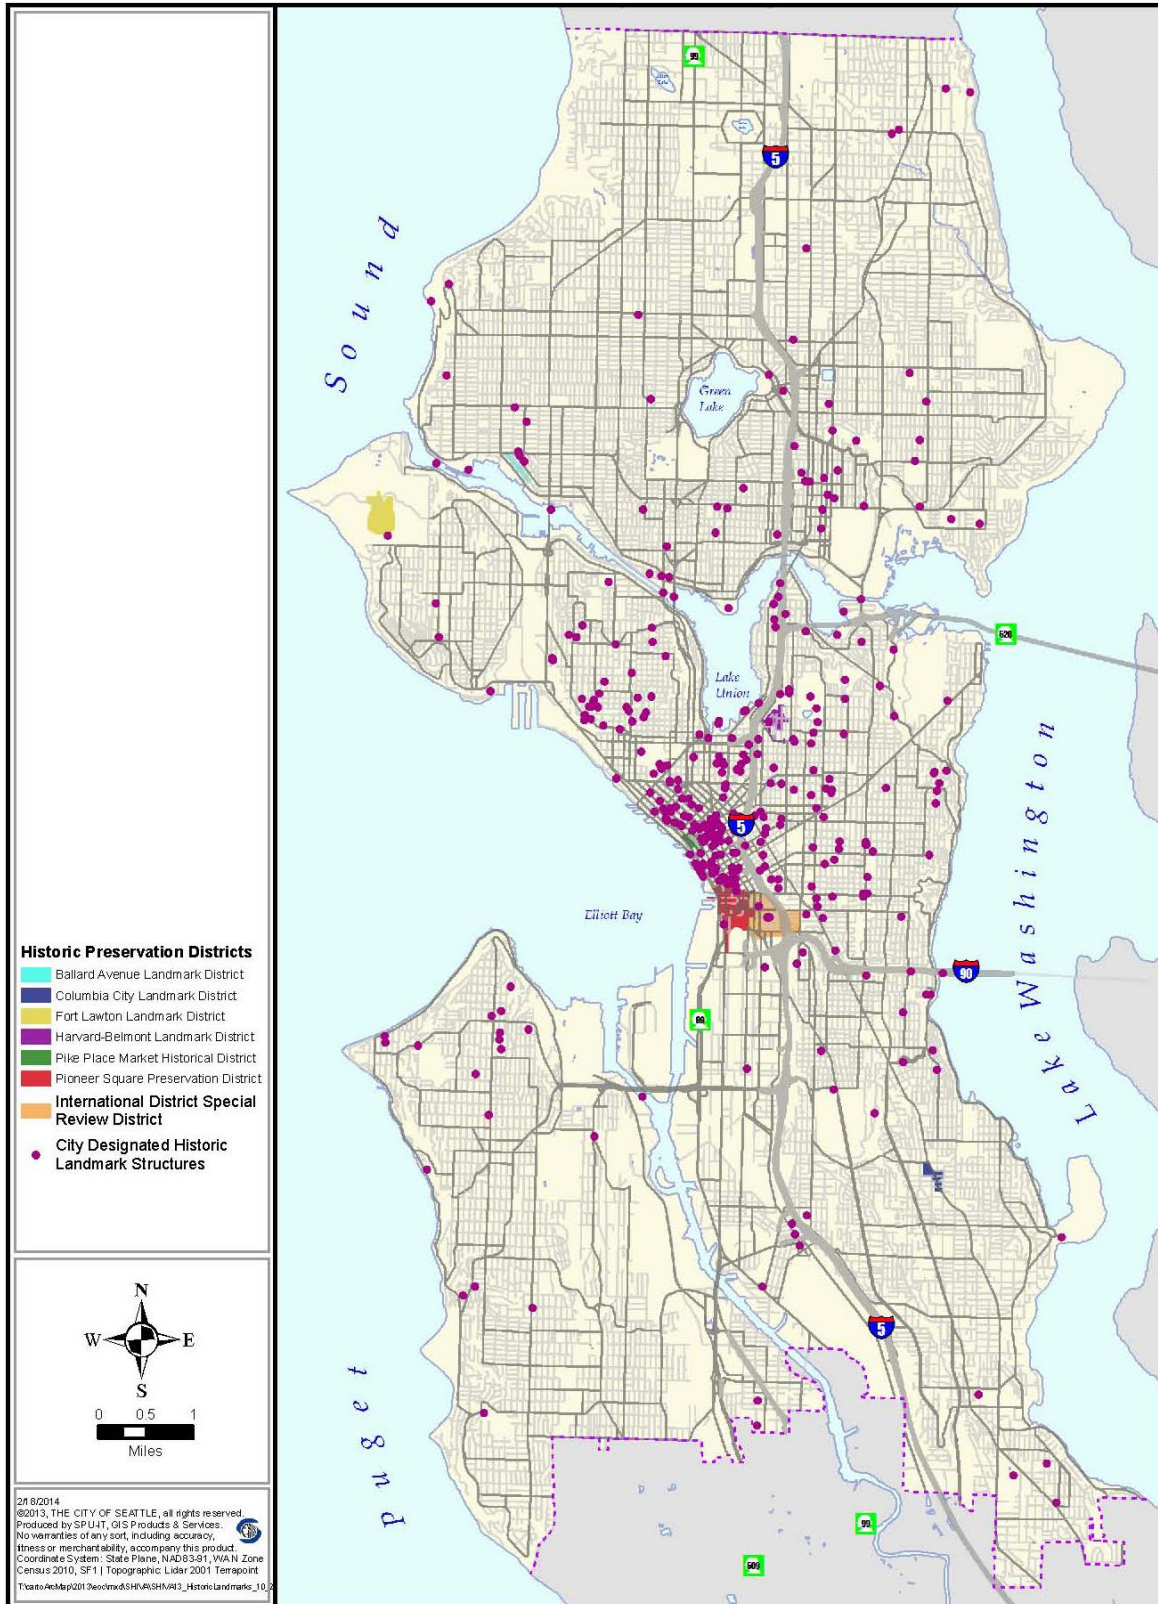 Historic Preservation Districts
Ballard Avenue Landmark District
Columbia City Landmark District
Fort Lawton Landmark District
Harvard-Belmont Landmark District
Pike Place Market Historical District
Pioneer Square Preservation District
International District Special
Review District
City Designated Historic
Landmark Structures
N
W E
S
0 0.5 1
Miles
2/18/2014
©2013, THE CITY OF SEATTLE, all rights reserved.
Produced by SPU-IT, GIS Products & Services.
No warranties of any sort, including accuracy,
fitness or merchantability, accompany this product.
Coordinate System: State Plane, NAD83-91, WA N Zone
Census 2010, SF1 | Topographic: Lidar 2001 Terrapoint
99
5
Sound
Green
Lake
520
Lake
Union
5
Elliott Bay
Lake Washington
90
99
5
Puget
99
509